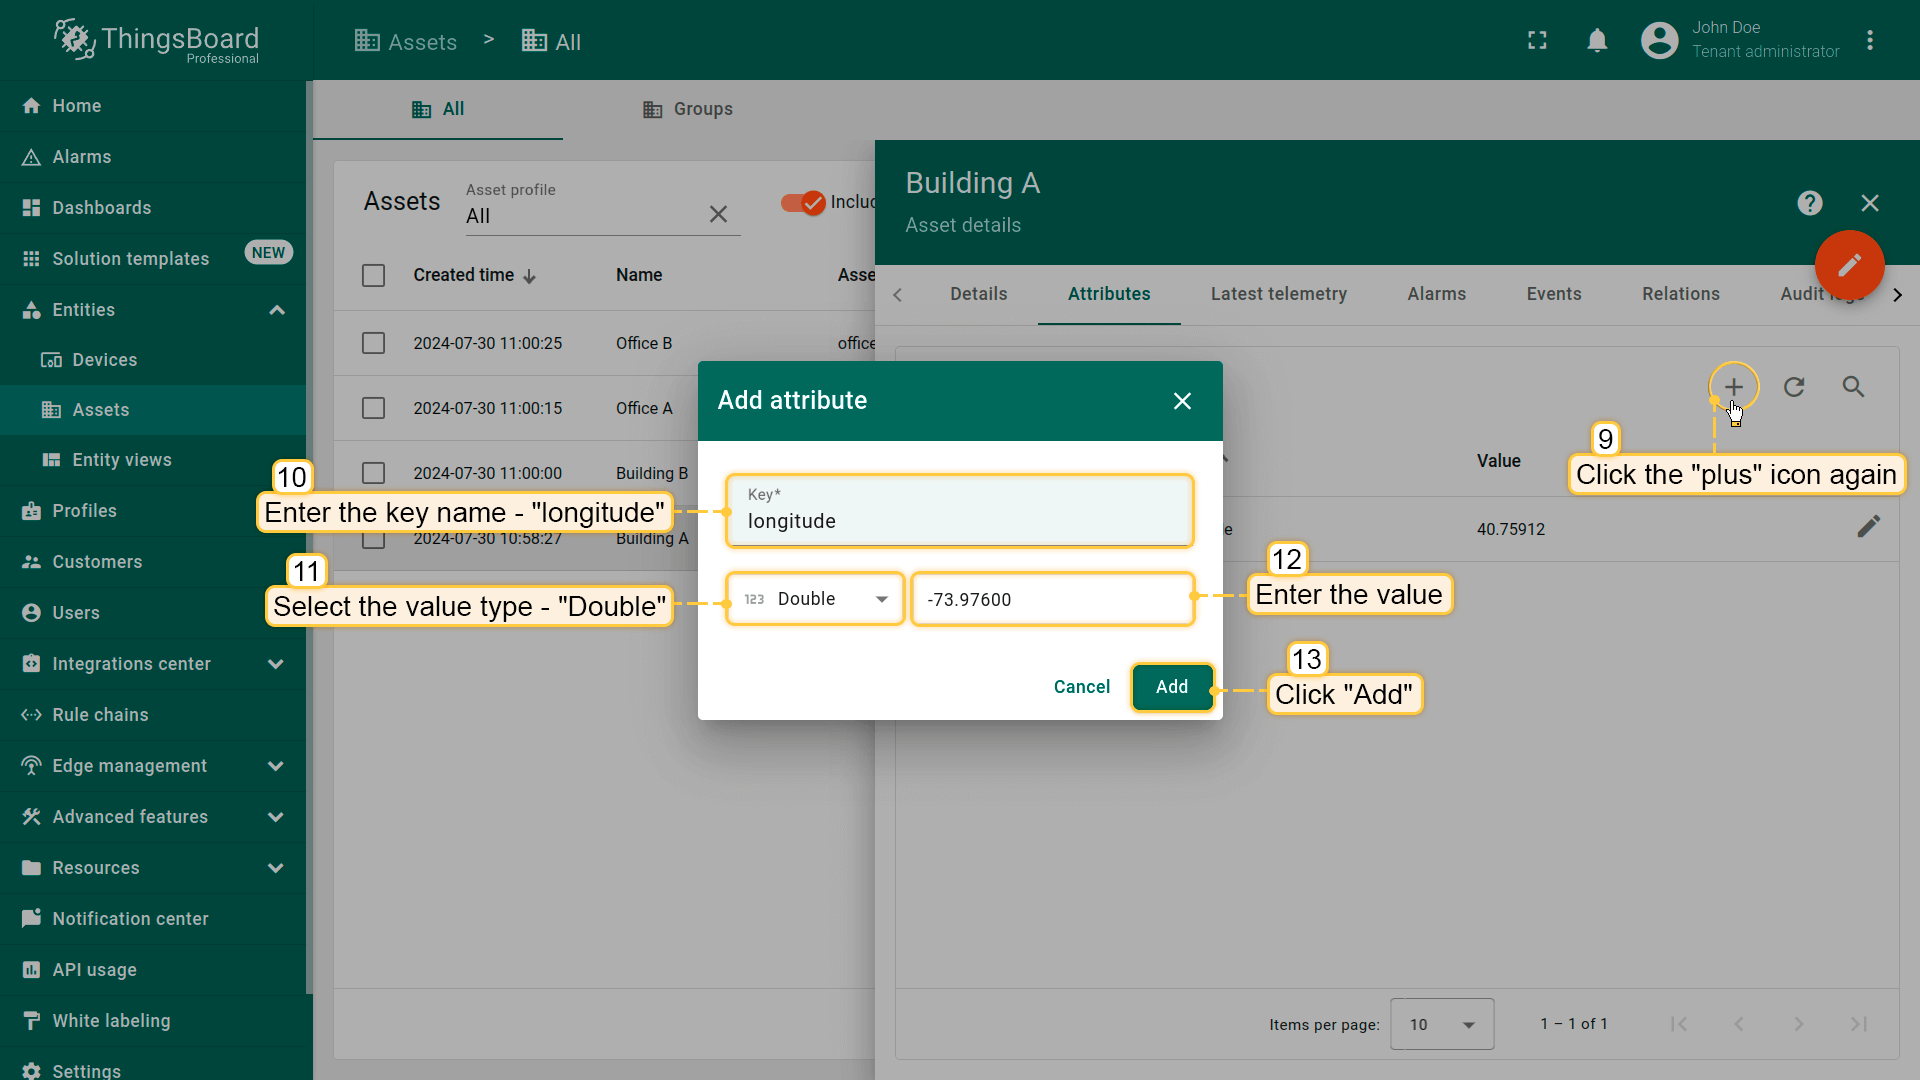 ThingsBoard
Professional
Assets > All
John Doe
Tenant administrator
Home
Alarms
Dashboards
Solution templates NEW
Entities
Devices
Assets
Entity views
Profiles
Customers
Users
Integrations center
Rule chains
Edge management
Advanced features
Resources
Notification center
API usage
White labeling
Settings
All Groups
Assets
Asset profile
All
Includ
Created time Name Asse
2024-07-30 11:00:25 Office B office
2024-07-30 11:00:15 Office A
2024-07-30 11:00:00 Building B
2024-07-30 10:58:27 Building A
Building A
Asset details
Details Attributes Latest telemetry Alarms Events Relations Audit logs
Value
e 40.75912
Items per page: 10 1 – 1 of 1
Add attribute
Key*
longitude
123 Double
-73.97600
Cancel Add
9
Click the "plus" icon again
10
Enter the key name - "longitude"
11
Select the value type - "Double"
12
Enter the value
13
Click "Add"